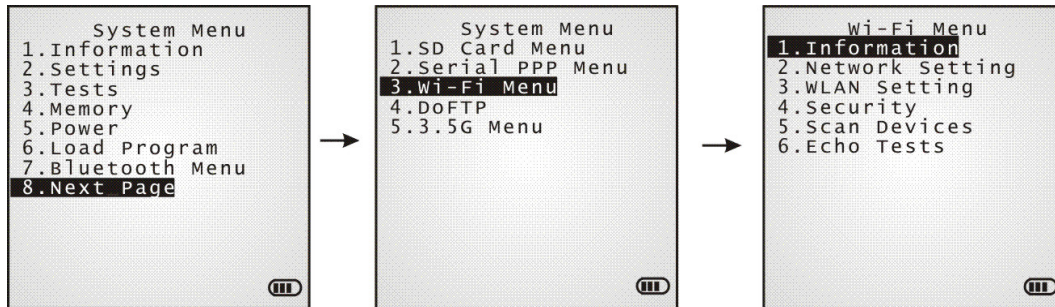 System Menu
1.Information
2.Settings
3.Tests
4.Memory
5.Power
6.Load Program
7.Bluetooth Menu
8.Next Page
System Menu
1.SD Card Menu
2.Serial PPP Menu
3.Wi-Fi Menu
4.DoFTP
5.3.5G Menu
Wi-Fi Menu
1.Information
2.Network Setting
3.WLAN Setting
4.Security
5.Scan Devices
6.Echo Tests